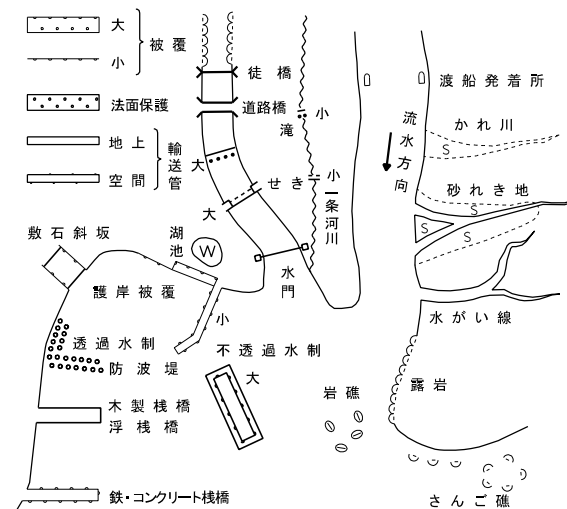 大
被覆
小
法面保護
地上
輸送管
空間
徒橋
道路橋
小
滝
大
せき
小
大
一条河川
渡船発着所
流水方向
かれ川
S
砂れき地
S
S
S
敷石斜坂
湖池
W
水門
護岸被覆
小
水がい線
透過水制
不透過水制
防波堤
大
岩礁
露岩
木製桟橋
浮桟橋
鉄・コンクリート桟橋
さんご礁